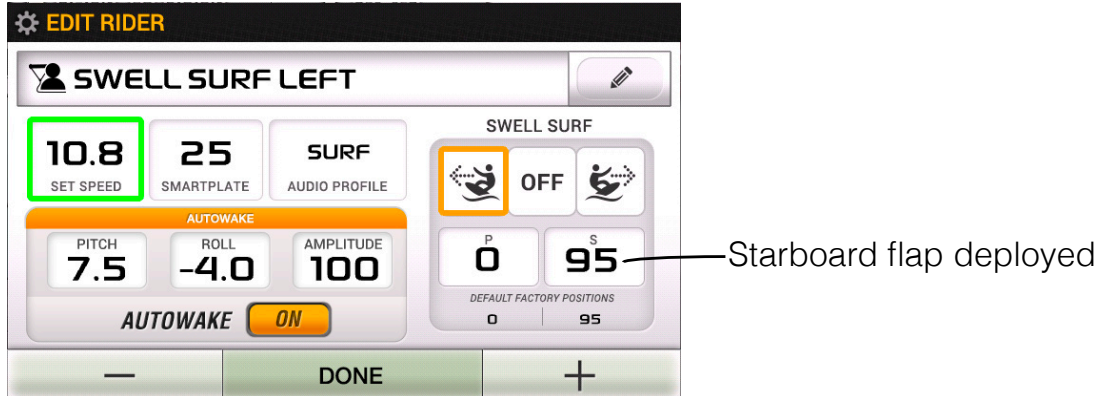 EDIT RIDER
SWELL SURF LEFT
10.8
SET SPEED
25
SMARTPLATE
SURF
AUDIO PROFILE
AUTOWAKE
PITCH
7.5
ROLL
-4.0
AMPLITUDE
100
AUTOWAKE ON
SWELL SURF
OFF
P
0
S
95
DEFAULT FACTORY POSITIONS
0 95
Starboard flap deployed
— DONE +